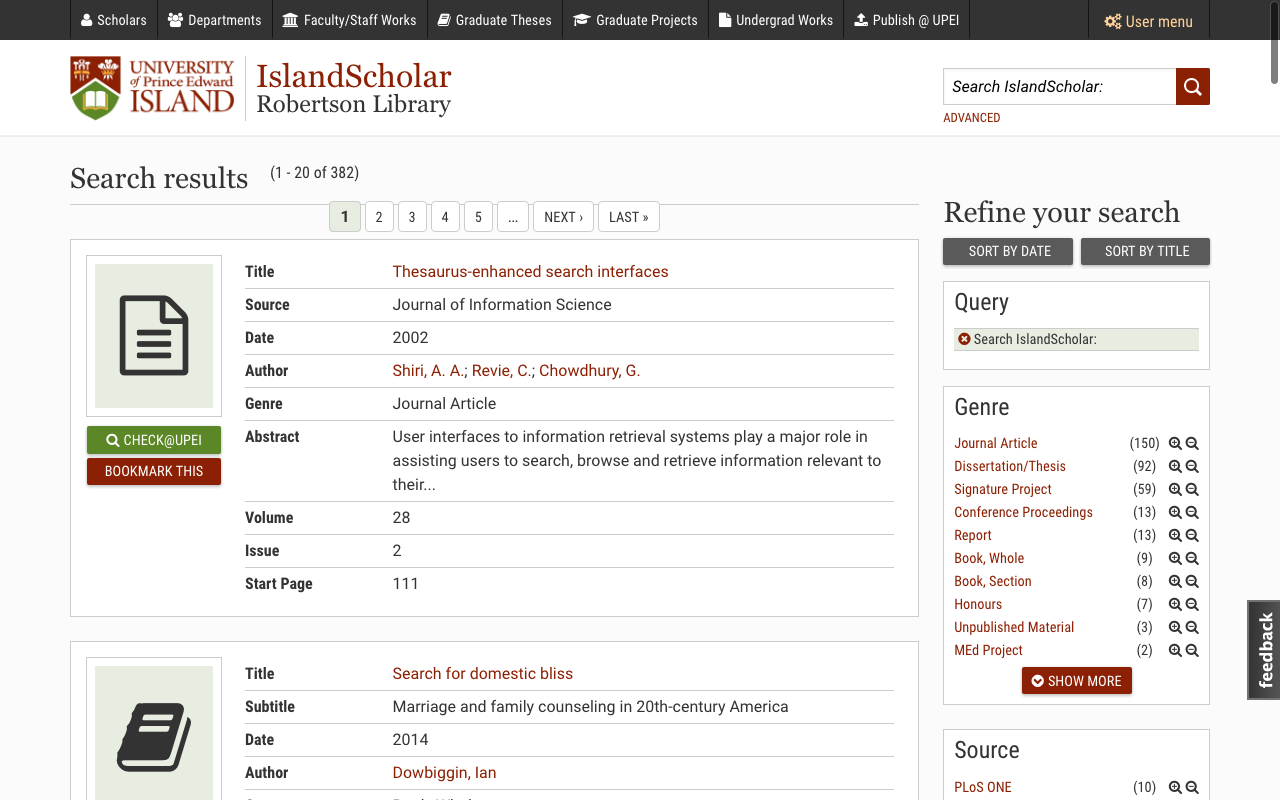 Scholars
Departments
Faculty/Staff Works
Graduate Theses
Graduate Projects
Undergrad Works
Publish @ UPEI
User menu
UNIVERSITY
of Prince Edward
ISLAND
IslandScholar
Robertson Library
Search IslandScholar:
ADVANCED
Search results
(1 - 20 of 382)
1
2
3
4
5
...
NEXT ›
LAST »
Title
Thesaurus-enhanced search interfaces
Source
Journal of Information Science
Date
2002
Author
Shiri, A. A.; Revie, C.; Chowdhury, G.
Genre
Journal Article
Abstract
User interfaces to information retrieval systems play a major role in
assisting users to search, browse and retrieve information relevant to
their...
Volume
28
Issue
2
Start Page
111
CHECK@UPEI
BOOKMARK THIS
Title
Search for domestic bliss
Subtitle
Marriage and family counseling in 20th-century America
Date
2014
Author
Dowbiggin, Ian
Refine your search
SORT BY DATE
SORT BY TITLE
Query
Search IslandScholar:
Genre
Journal Article (150)
Dissertation/Thesis (92)
Signature Project (59)
Conference Proceedings (13)
Report (13)
Book, Whole (9)
Book, Section (8)
Honours (7)
Unpublished Material (3)
MEd Project (2)
SHOW MORE
Source
PLoS ONE (10)
feedback